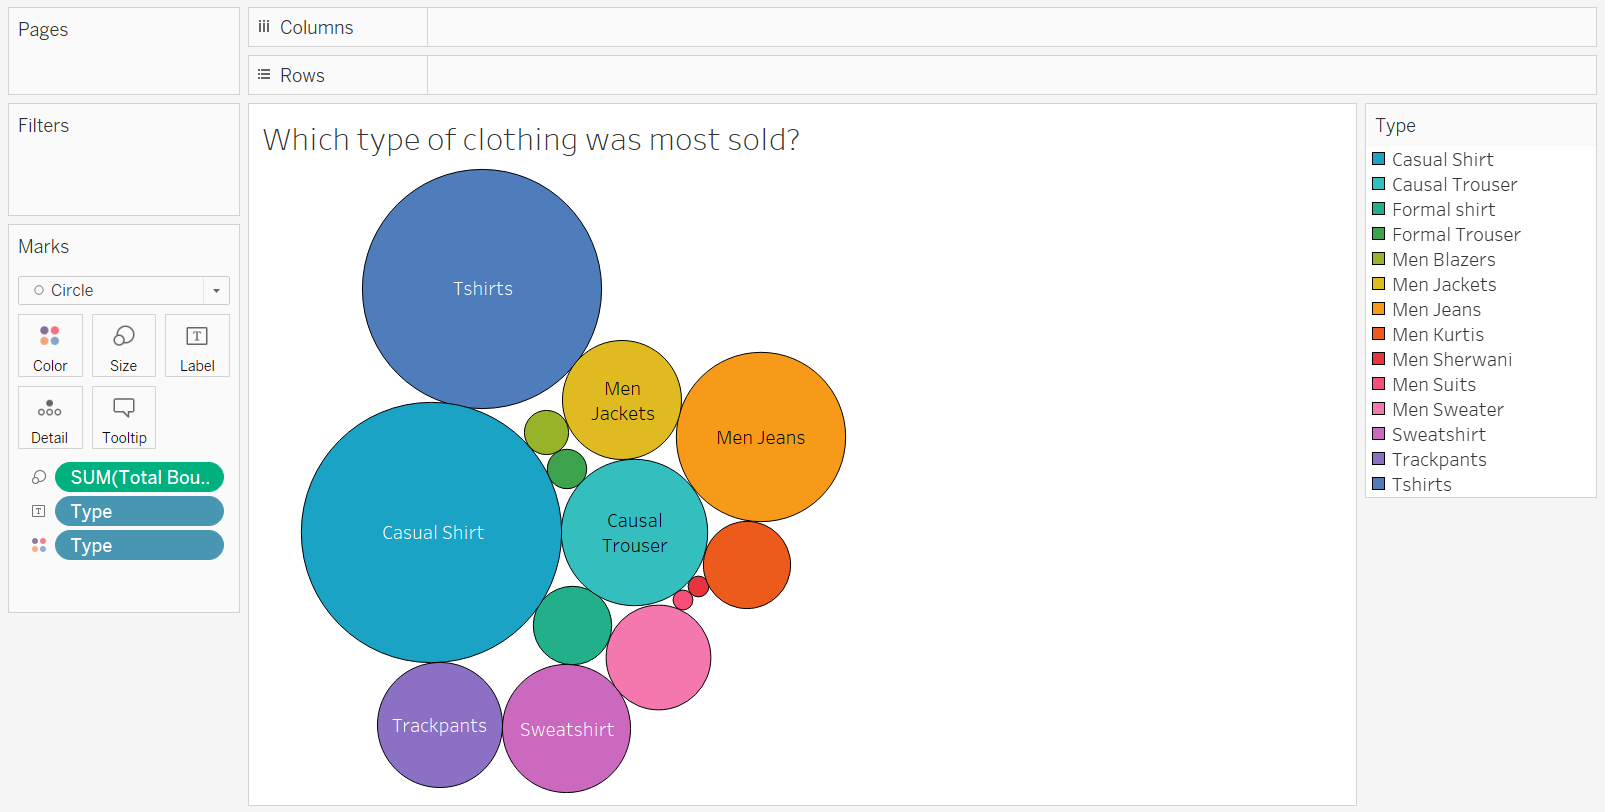 Pages
Columns
Rows
Filters
Marks
Circle
Color
Size
Label
Detail
Tooltip
SUM(Total Bou..
Type
Type
Which type of clothing was most sold?
Tshirts
Men
Jackets
Men Jeans
Casual Shirt
Causal
Trouser
Trackpants
Sweatshirt
Type
Casual Shirt
Causal Trouser
Formal shirt
Formal Trouser
Men Blazers
Men Jackets
Men Jeans
Men Kurtis
Men Sherwani
Men Suits
Men Sweater
Sweatshirt
Trackpants
Tshirts